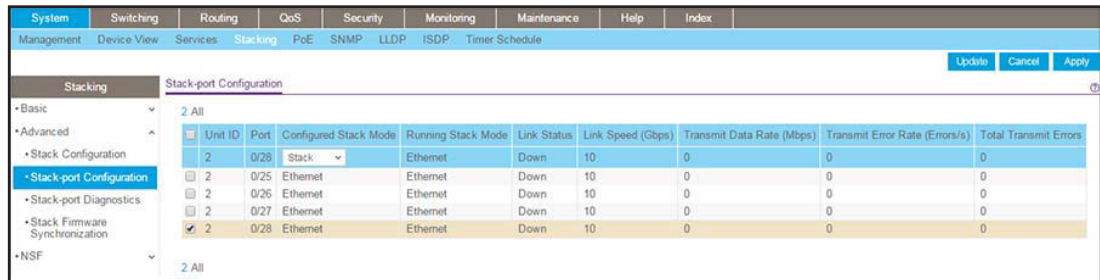 System Switching Routing QoS Security Monitoring Maintenance Help Index
Management Device View Services Stacking PoE SNMP LLDP ISDP Timer Schedule
Update Cancel Apply
Stacking
Stack-port Configuration
Basic
Advanced
Stack Configuration
Stack-port Configuration
Stack-port Diagnostics
Stack Firmware
Synchronization
NSF
2 All
Unit ID Port Configured Stack Mode Running Stack Mode Link Status Link Speed (Gbps) Transmit Data Rate (Mbps) Transmit Error Rate (Errors/s) Total Transmit Errors
2 0/28 Stack Ethernet Down 10 0 0 0
2 0/25 Ethernet Ethernet Down 10 0 0 0
2 0/26 Ethernet Ethernet Down 10 0 0 0
2 0/27 Ethernet Ethernet Down 10 0 0 0
2 0/28 Ethernet Ethernet Down 10 0 0 0
2 All